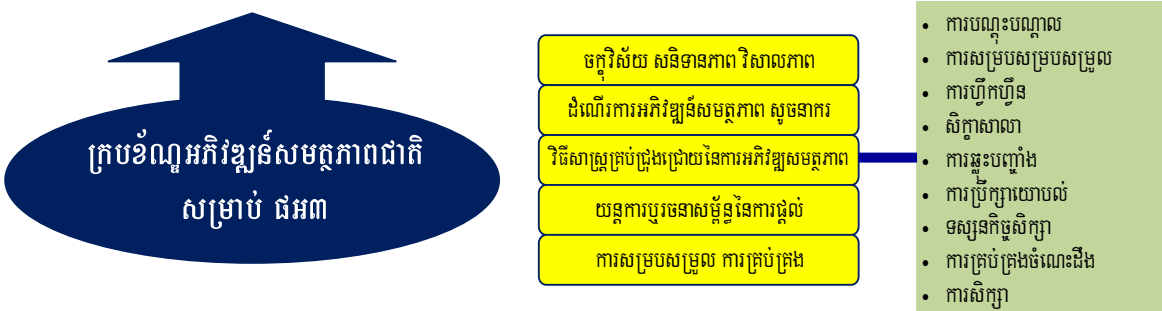 ក្របខ័ណ្ឌអភិវឌ្ឍន៍សមត្ថភាពជាតិ
សម្រាប់ ផអ៣
ចក្ខុវិស័យ សនិទានភាព វិសាលភាព
ដំណើរការអភិវឌ្ឍន៍សមត្ថភាព សូចនាករ
វិធីសាស្ត្រគ្រប់ជ្រុងជ្រោយនៃការអភិវឌ្ឍសមត្ថភាព
យន្តការឬរចនាសម្ព័ន្ធនៃការផ្តល់
ការសម្របសម្រួល ការគ្រប់គ្រង
• ការបណ្តុះបណ្តាល
• ការសម្របសម្របសម្រួល
• ការហ្វឹកហ្វឺន
• សិក្ខាសាលា
• ការឆ្លុះបញ្ចាំង
• ការប្រឹក្សាយោបល់
• ទស្សនកិច្ចសិក្សា
• ការគ្រប់គ្រងចំណេះដឹង
• ការសិក្សា